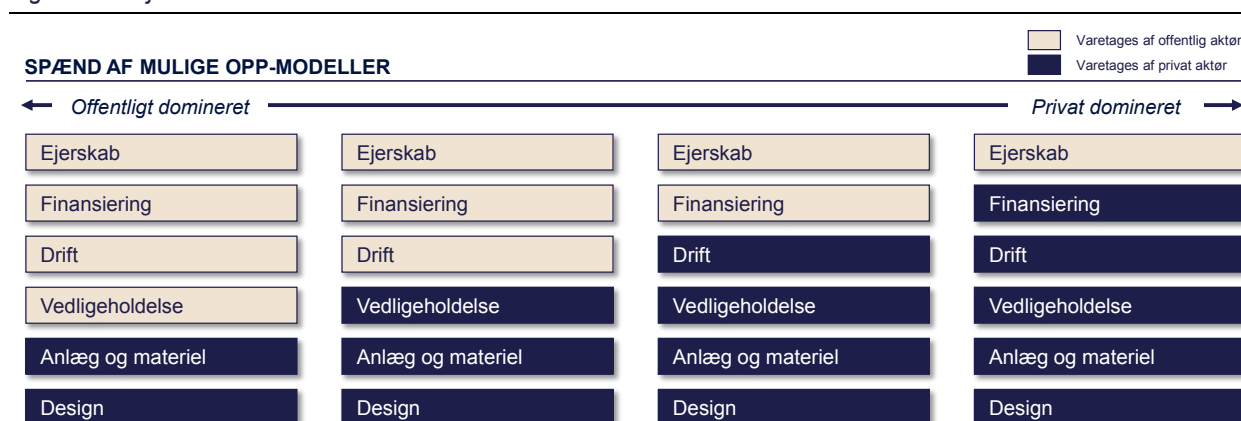 Varetages af offentlig aktør
SPÆND AF MULIGE OPP-MODELLER
Varetages af privat aktør
Offentligt domineret
Privat domineret
Ejerskab Ejerskab Ejerskab Ejerskab
Finansiering Finansiering Finansiering Finansiering
Drift Drift Drift Drift
Vedligeholdelse Vedligeholdelse Vedligeholdelse Vedligeholdelse
Anlæg og materiel Anlæg og materiel Anlæg og materiel Anlæg og materiel
Design Design Design Design